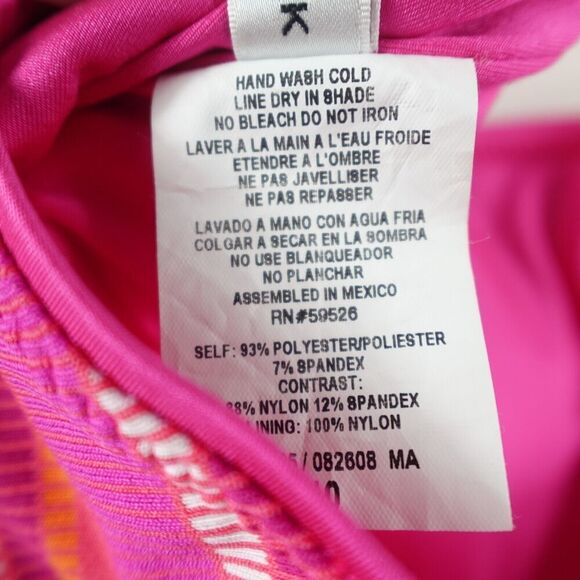 K
HAND WASH COLD
LINE DRY IN SHADE
NO BLEACH DO NOT IRON
LAVER A LA MAIN A L'EAU FROIDE
ETENDRE A L'OMBRE
NE PAS JAVELLISER
NE PAS REPASSER
LAVADO A MANO CON AGUA FRIA
COLGAR A SECAR EN LA SOMBRA
NO USE BLANQUEADOR
NO PLANCHAR
ASSEMBLED IN MEXICO
RN#59526
SELF: 93% POLYESTER/POLIESTER
7% SPANDEX
CONTRAST:
NYLON 12% SPANDEX
LINING: 100% NYLON
/ 082608 MA